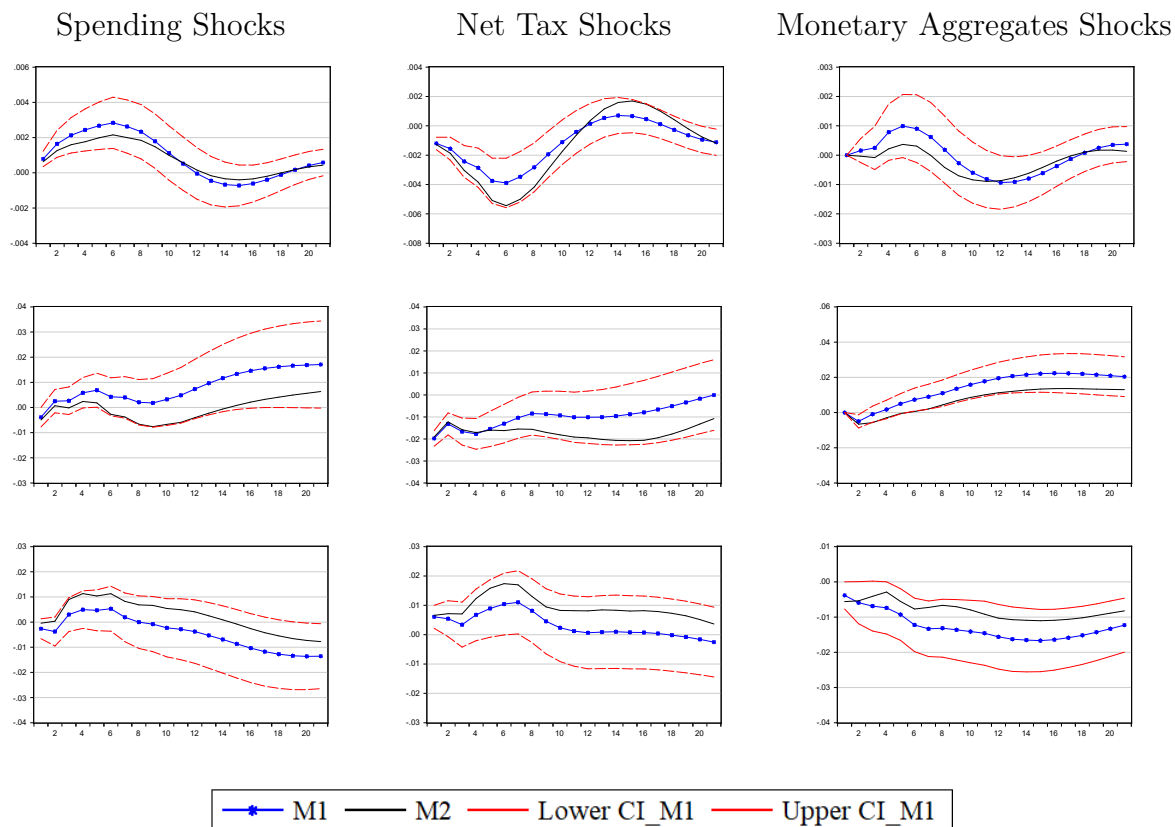 Spending Shocks Net Tax Shocks Monetary Aggregates Shocks
.006 .004 .003
.004 .002 .002
.002 .000 .001
.000 -.002 .000
-.002 -.004 -.001
-.004 -.006 -.002
-.008 -.003
2 4 6 8 10 12 14 16 18 20 2 4 6 8 10 12 14 16 18 20 2 4 6 8 10 12 14 16 18 20
.04 .04 .06
.03 .03 .04
.02 .02 .02
.01 .01 .00
.00 .00 -.02
-.01 -.01 -.04
-.02 -.02
-.03 -.03
-.04 -.04
2 4 6 8 10 12 14 16 18 20 2 4 6 8 10 12 14 16 18 20 2 4 6 8 10 12 14 16 18 20
.03 .03 .01
.02 .02 .00
.01 .01 -.01
.00 .00 -.02
-.01 -.01 -.03
-.02 -.02 -.04
-.03 -.03
-.04
2 4 6 8 10 12 14 16 18 20 2 4 6 8 10 12 14 16 18 20 2 4 6 8 10 12 14 16 18 20
M1 M2 Lower CI_M1 Upper CI_M1